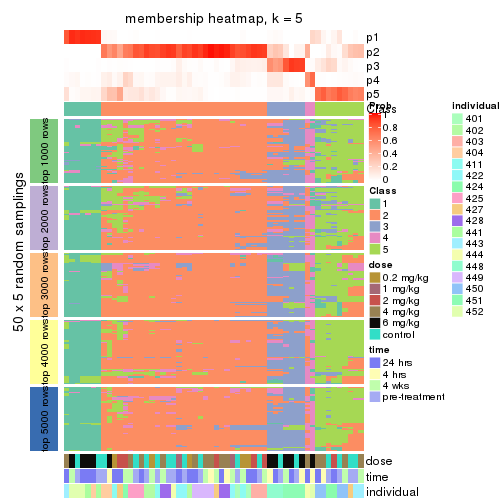 membership heatmap, k = 5
p1
p2
p3
p4
p5
Class
50 x 5 random samplings
top 1000 rows
top 2000 rows
top 3000 rows
top 4000 rows
top 5000 rows
dose
time
individual
Prob
1
0.8
0.6
0.4
0.2
0
Class
1
2
3
4
5
dose
0.2 mg/kg
1 mg/kg
2 mg/kg
4 mg/kg
6 mg/kg
control
time
24 hrs
4 hrs
4 wks
pre-treatment
individual
401
402
403
404
411
422
424
425
427
428
441
443
444
448
449
450
451
452